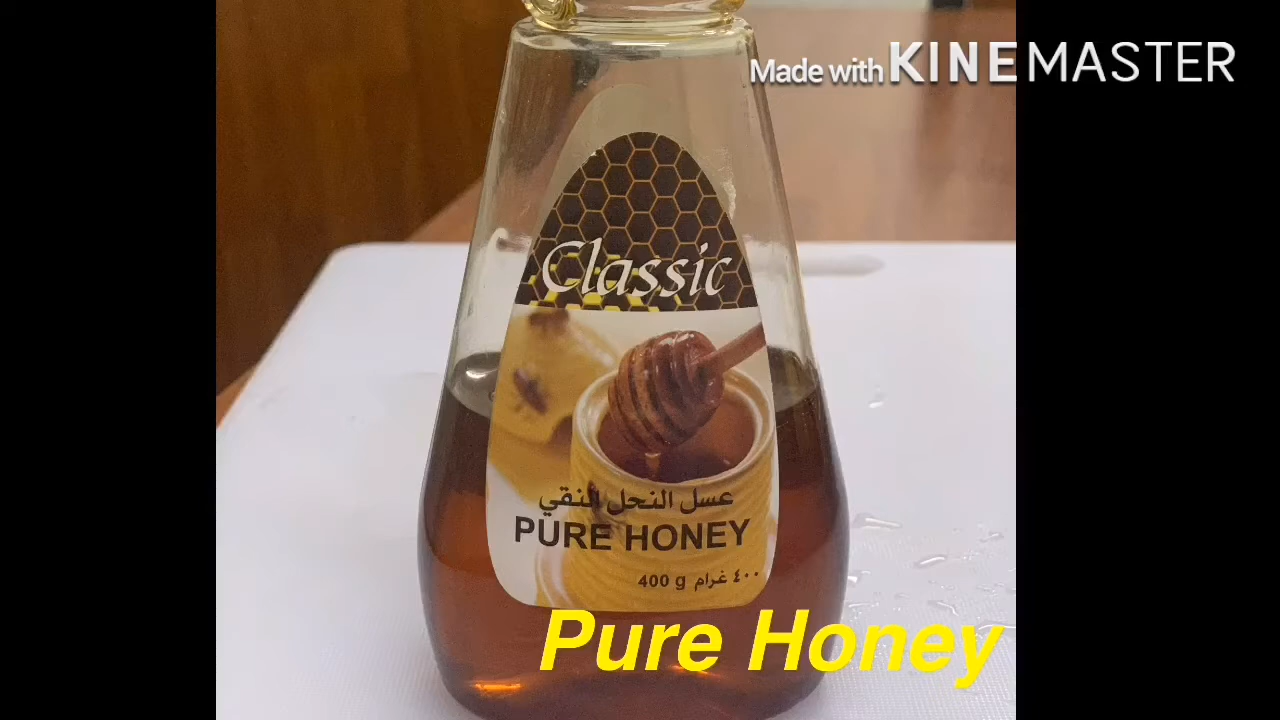 Made with KINEMASTER
Classic
عسل النحل النقي
PURE HONEY
400 g غرام ٤٠٠
Pure Honey